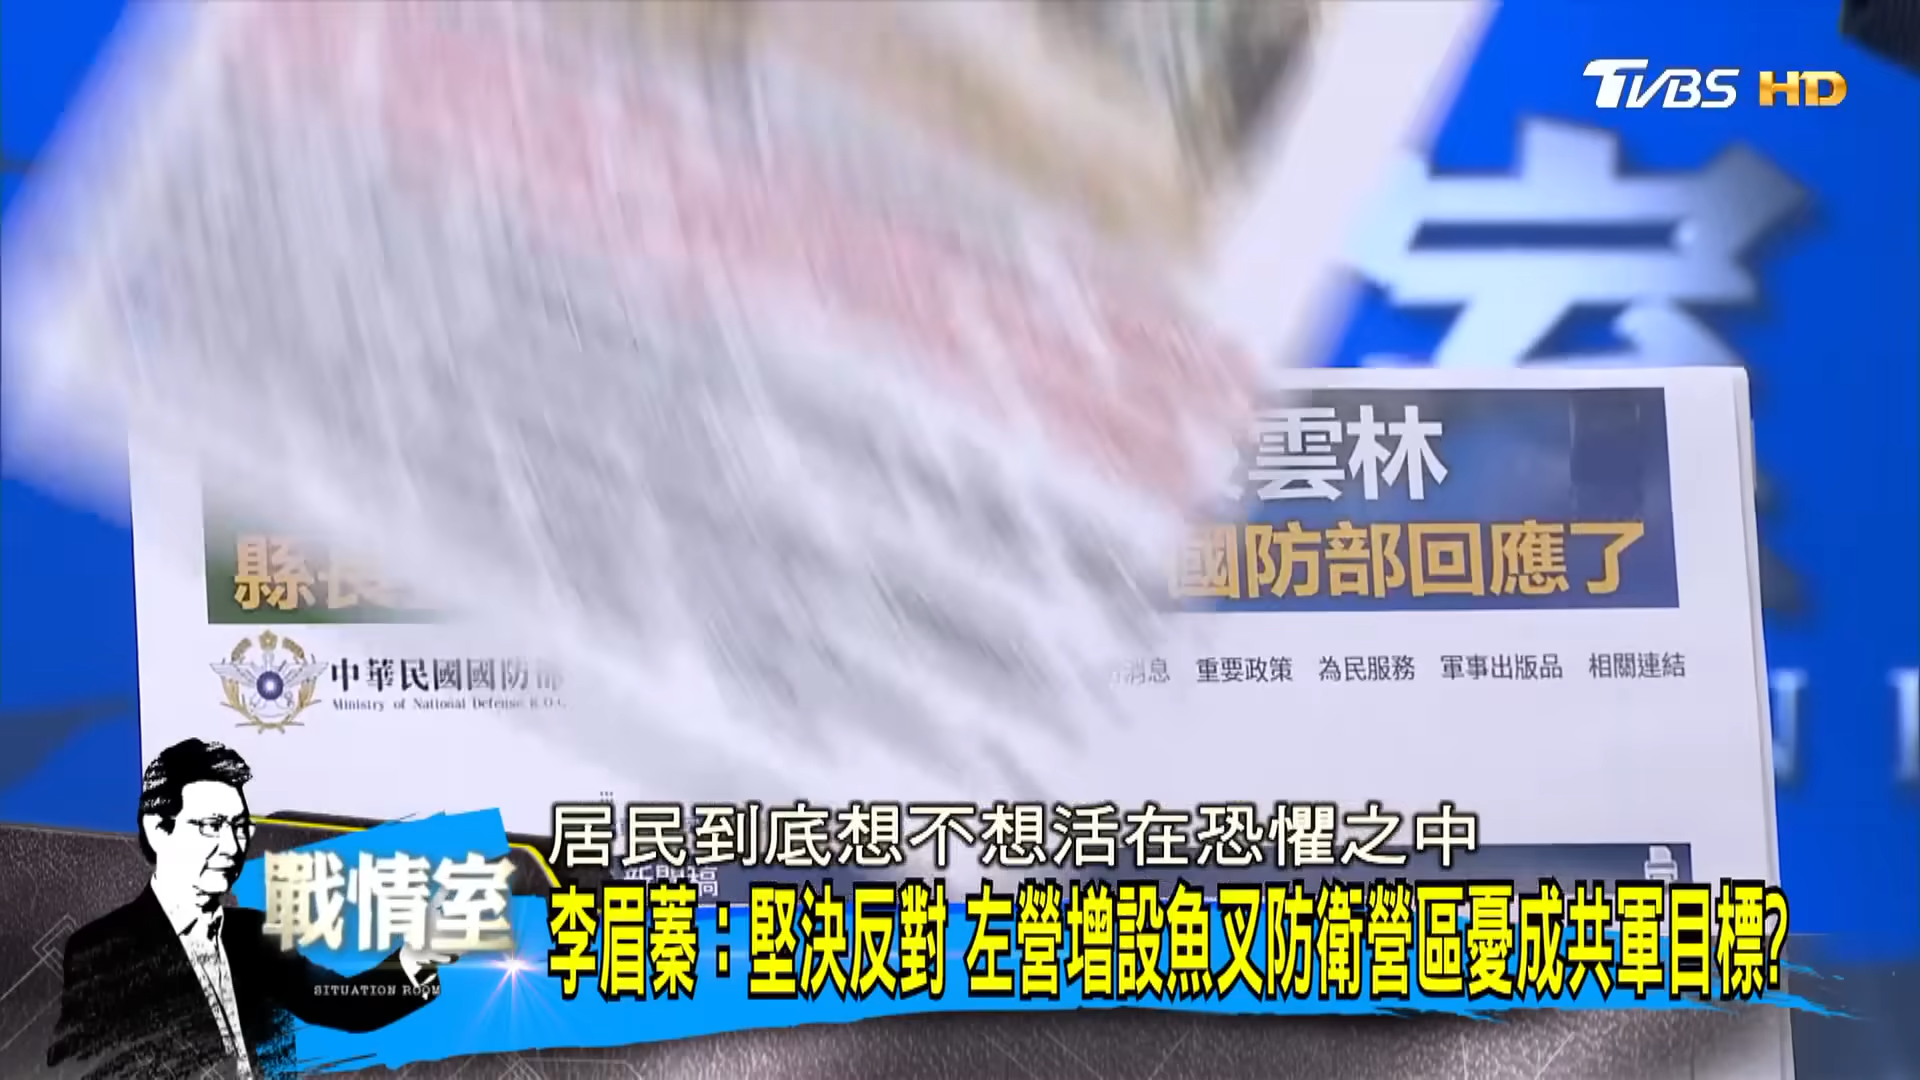 TVBS HD
雲林
縣長
國防部回應了
中華民國國防部
Ministry of National Defense R.O.C.
消息 重要政策 為民服務 軍事出版品 相關連結
新聞稿
居民到底想不想活在恐懼之中
戰情室
SITUATION ROOM
李眉蓁：堅決反對 左營增設魚叉防衛營區憂成共軍目標?